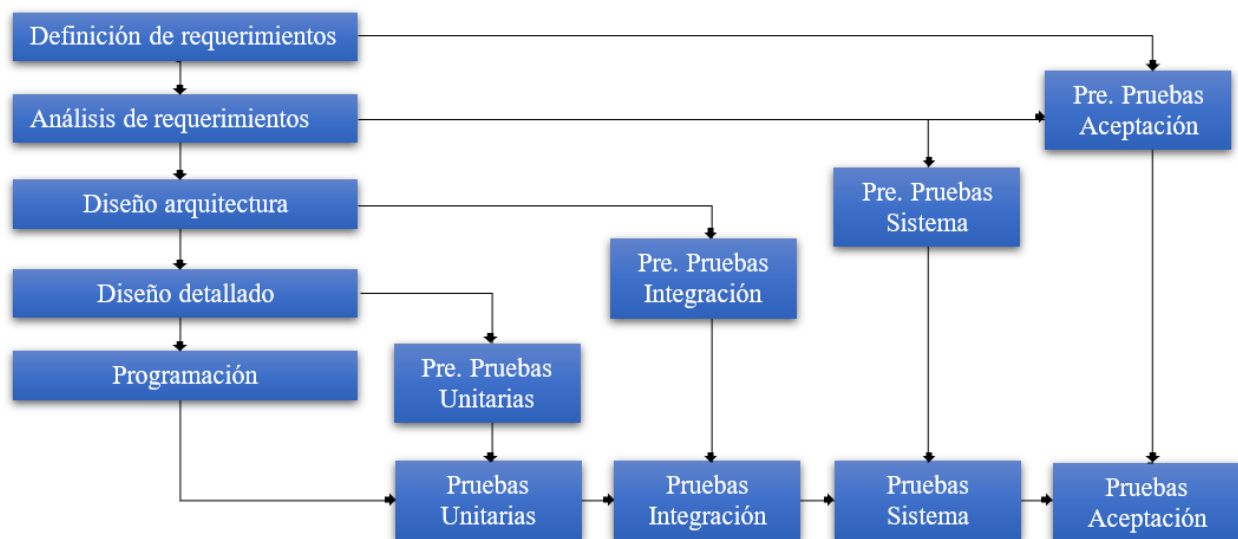 Definición de requerimientos
Análisis de requerimientos
Pre. Pruebas
Aceptación
Diseño arquitectura
Pre. Pruebas
Sistema
Pre. Pruebas
Integración
Diseño detallado
Programación
Pre. Pruebas
Unitarias
Pruebas
Unitarias
Pruebas
Integración
Pruebas
Sistema
Pruebas
Aceptación